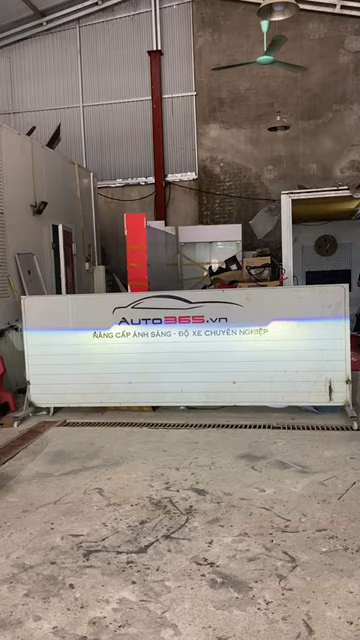 AUTO365.vn
NÂNG CẤP ÁNH SÁNG - ĐỘ XE CHUYÊN NGHIỆP